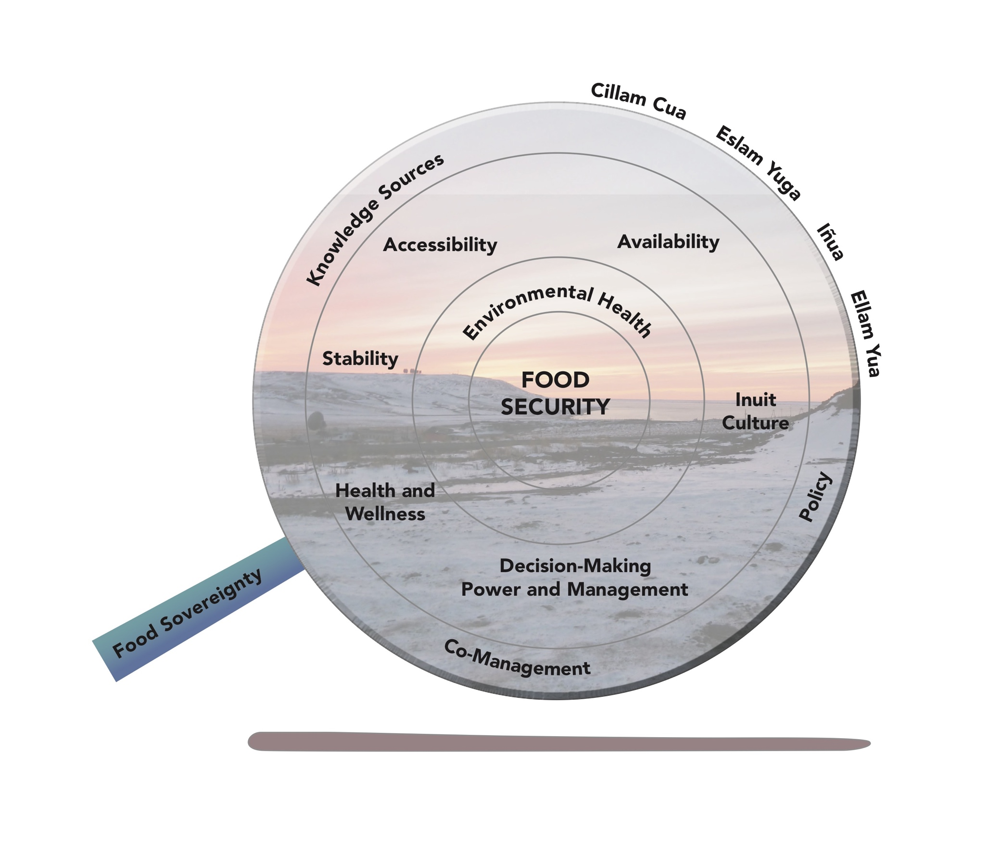 Cillam Cua
Eslam Yuga
Iñua
Ellam Yua
Knowledge Sources
Accessibility
Availability
Environmental Health
Stability
FOOD
SECURITY
Inuit
Culture
Health and
Wellness
Policy
Decision-Making
Power and Management
Co-Management
Food Sovereignty